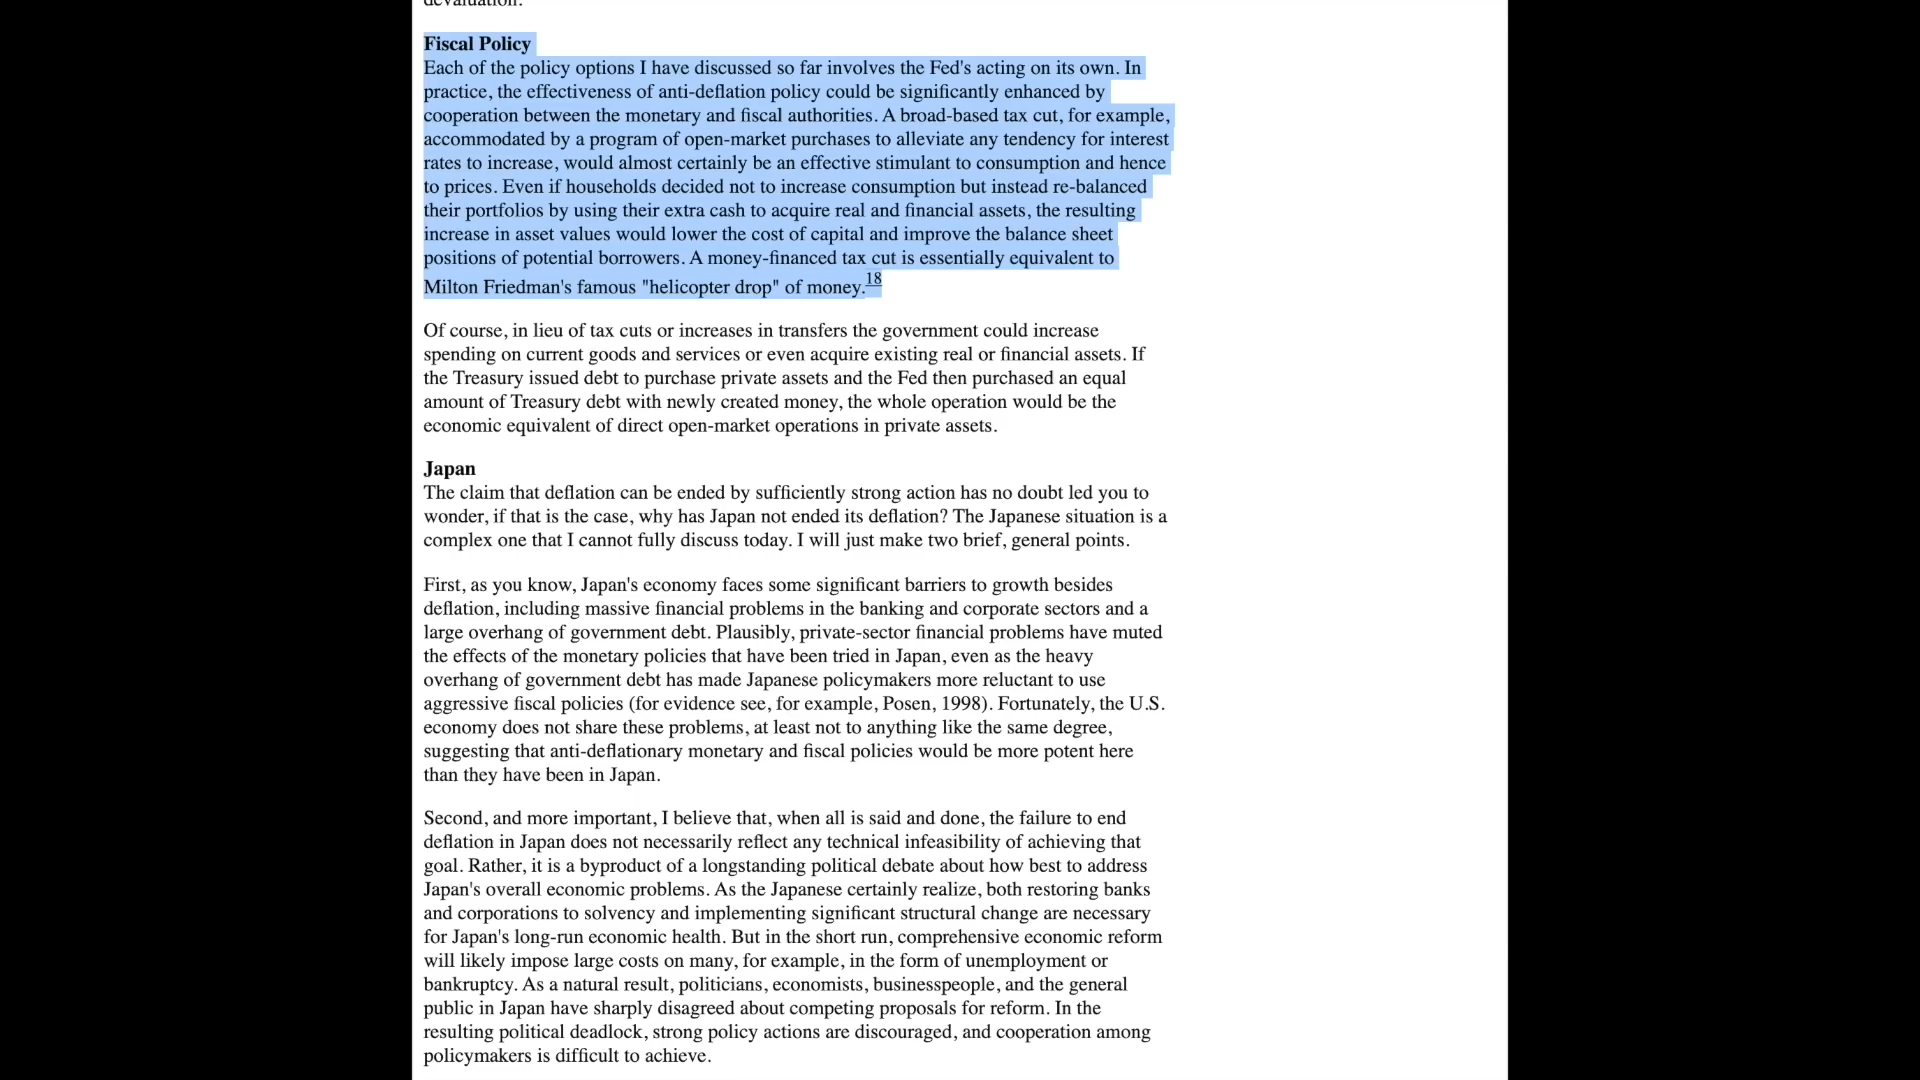 devaluation.
Fiscal Policy
Each of the policy options I have discussed so far involves the Fed's acting on its own. In
practice, the effectiveness of anti-deflation policy could be significantly enhanced by
cooperation between the monetary and fiscal authorities. A broad-based tax cut, for example,
accommodated by a program of open-market purchases to alleviate any tendency for interest
rates to increase, would almost certainly be an effective stimulant to consumption and hence
to prices. Even if households decided not to increase consumption but instead re-balanced
their portfolios by using their extra cash to acquire real and financial assets, the resulting
increase in asset values would lower the cost of capital and improve the balance sheet
positions of potential borrowers. A money-financed tax cut is essentially equivalent to
Milton Friedman's famous "helicopter drop" of money.18
Of course, in lieu of tax cuts or increases in transfers the government could increase
spending on current goods and services or even acquire existing real or financial assets. If
the Treasury issued debt to purchase private assets and the Fed then purchased an equal
amount of Treasury debt with newly created money, the whole operation would be the
economic equivalent of direct open-market operations in private assets.
Japan
The claim that deflation can be ended by sufficiently strong action has no doubt led you to
wonder, if that is the case, why has Japan not ended its deflation? The Japanese situation is a
complex one that I cannot fully discuss today. I will just make two brief, general points.
First, as you know, Japan's economy faces some significant barriers to growth besides
deflation, including massive financial problems in the banking and corporate sectors and a
large overhang of government debt. Plausibly, private-sector financial problems have muted
the effects of the monetary policies that have been tried in Japan, even as the heavy
overhang of government debt has made Japanese policymakers more reluctant to use
aggressive fiscal policies (for evidence see, for example, Posen, 1998). Fortunately, the U.S.
economy does not share these problems, at least not to anything like the same degree,
suggesting that anti-deflationary monetary and fiscal policies would be more potent here
than they have been in Japan.
Second, and more important, I believe that, when all is said and done, the failure to end
deflation in Japan does not necessarily reflect any technical infeasibility of achieving that
goal. Rather, it is a byproduct of a longstanding political debate about how best to address
Japan's overall economic problems. As the Japanese certainly realize, both restoring banks
and corporations to solvency and implementing significant structural change are necessary
for Japan's long-run economic health. But in the short run, comprehensive economic reform
will likely impose large costs on many, for example, in the form of unemployment or
bankruptcy. As a natural result, politicians, economists, businesspeople, and the general
public in Japan have sharply disagreed about competing proposals for reform. In the
resulting political deadlock, strong policy actions are discouraged, and cooperation among
policymakers is difficult to achieve.